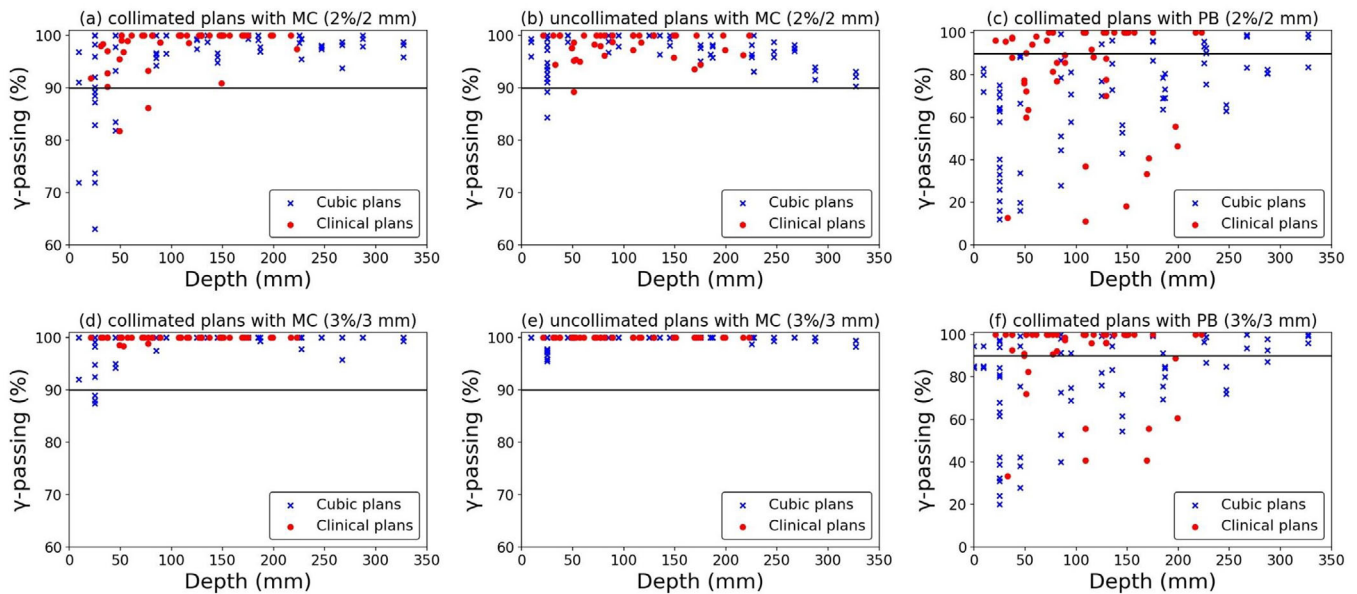 (a) collimated plans with MC (2%/2 mm)
100
90
80
70
60
γ-passing (%)
0 50 100 150 200 250 300 350
Depth (mm)
Cubic plans
Clinical plans
(b) uncollimated plans with MC (2%/2 mm)
100
90
80
70
60
γ-passing (%)
0 50 100 150 200 250 300 350
Depth (mm)
Cubic plans
Clinical plans
(c) collimated plans with PB (2%/2 mm)
100
80
60
40
20
0
γ-passing (%)
0 50 100 150 200 250 300 350
Depth (mm)
Cubic plans
Clinical plans
(d) collimated plans with MC (3%/3 mm)
100
90
80
70
60
γ-passing (%)
0 50 100 150 200 250 300 350
Depth (mm)
Cubic plans
Clinical plans
(e) uncollimated plans with MC (3%/3 mm)
100
90
80
70
60
γ-passing (%)
0 50 100 150 200 250 300 350
Depth (mm)
Cubic plans
Clinical plans
(f) collimated plans with PB (3%/3 mm)
100
80
60
40
20
0
γ-passing (%)
0 50 100 150 200 250 300 350
Depth (mm)
Cubic plans
Clinical plans